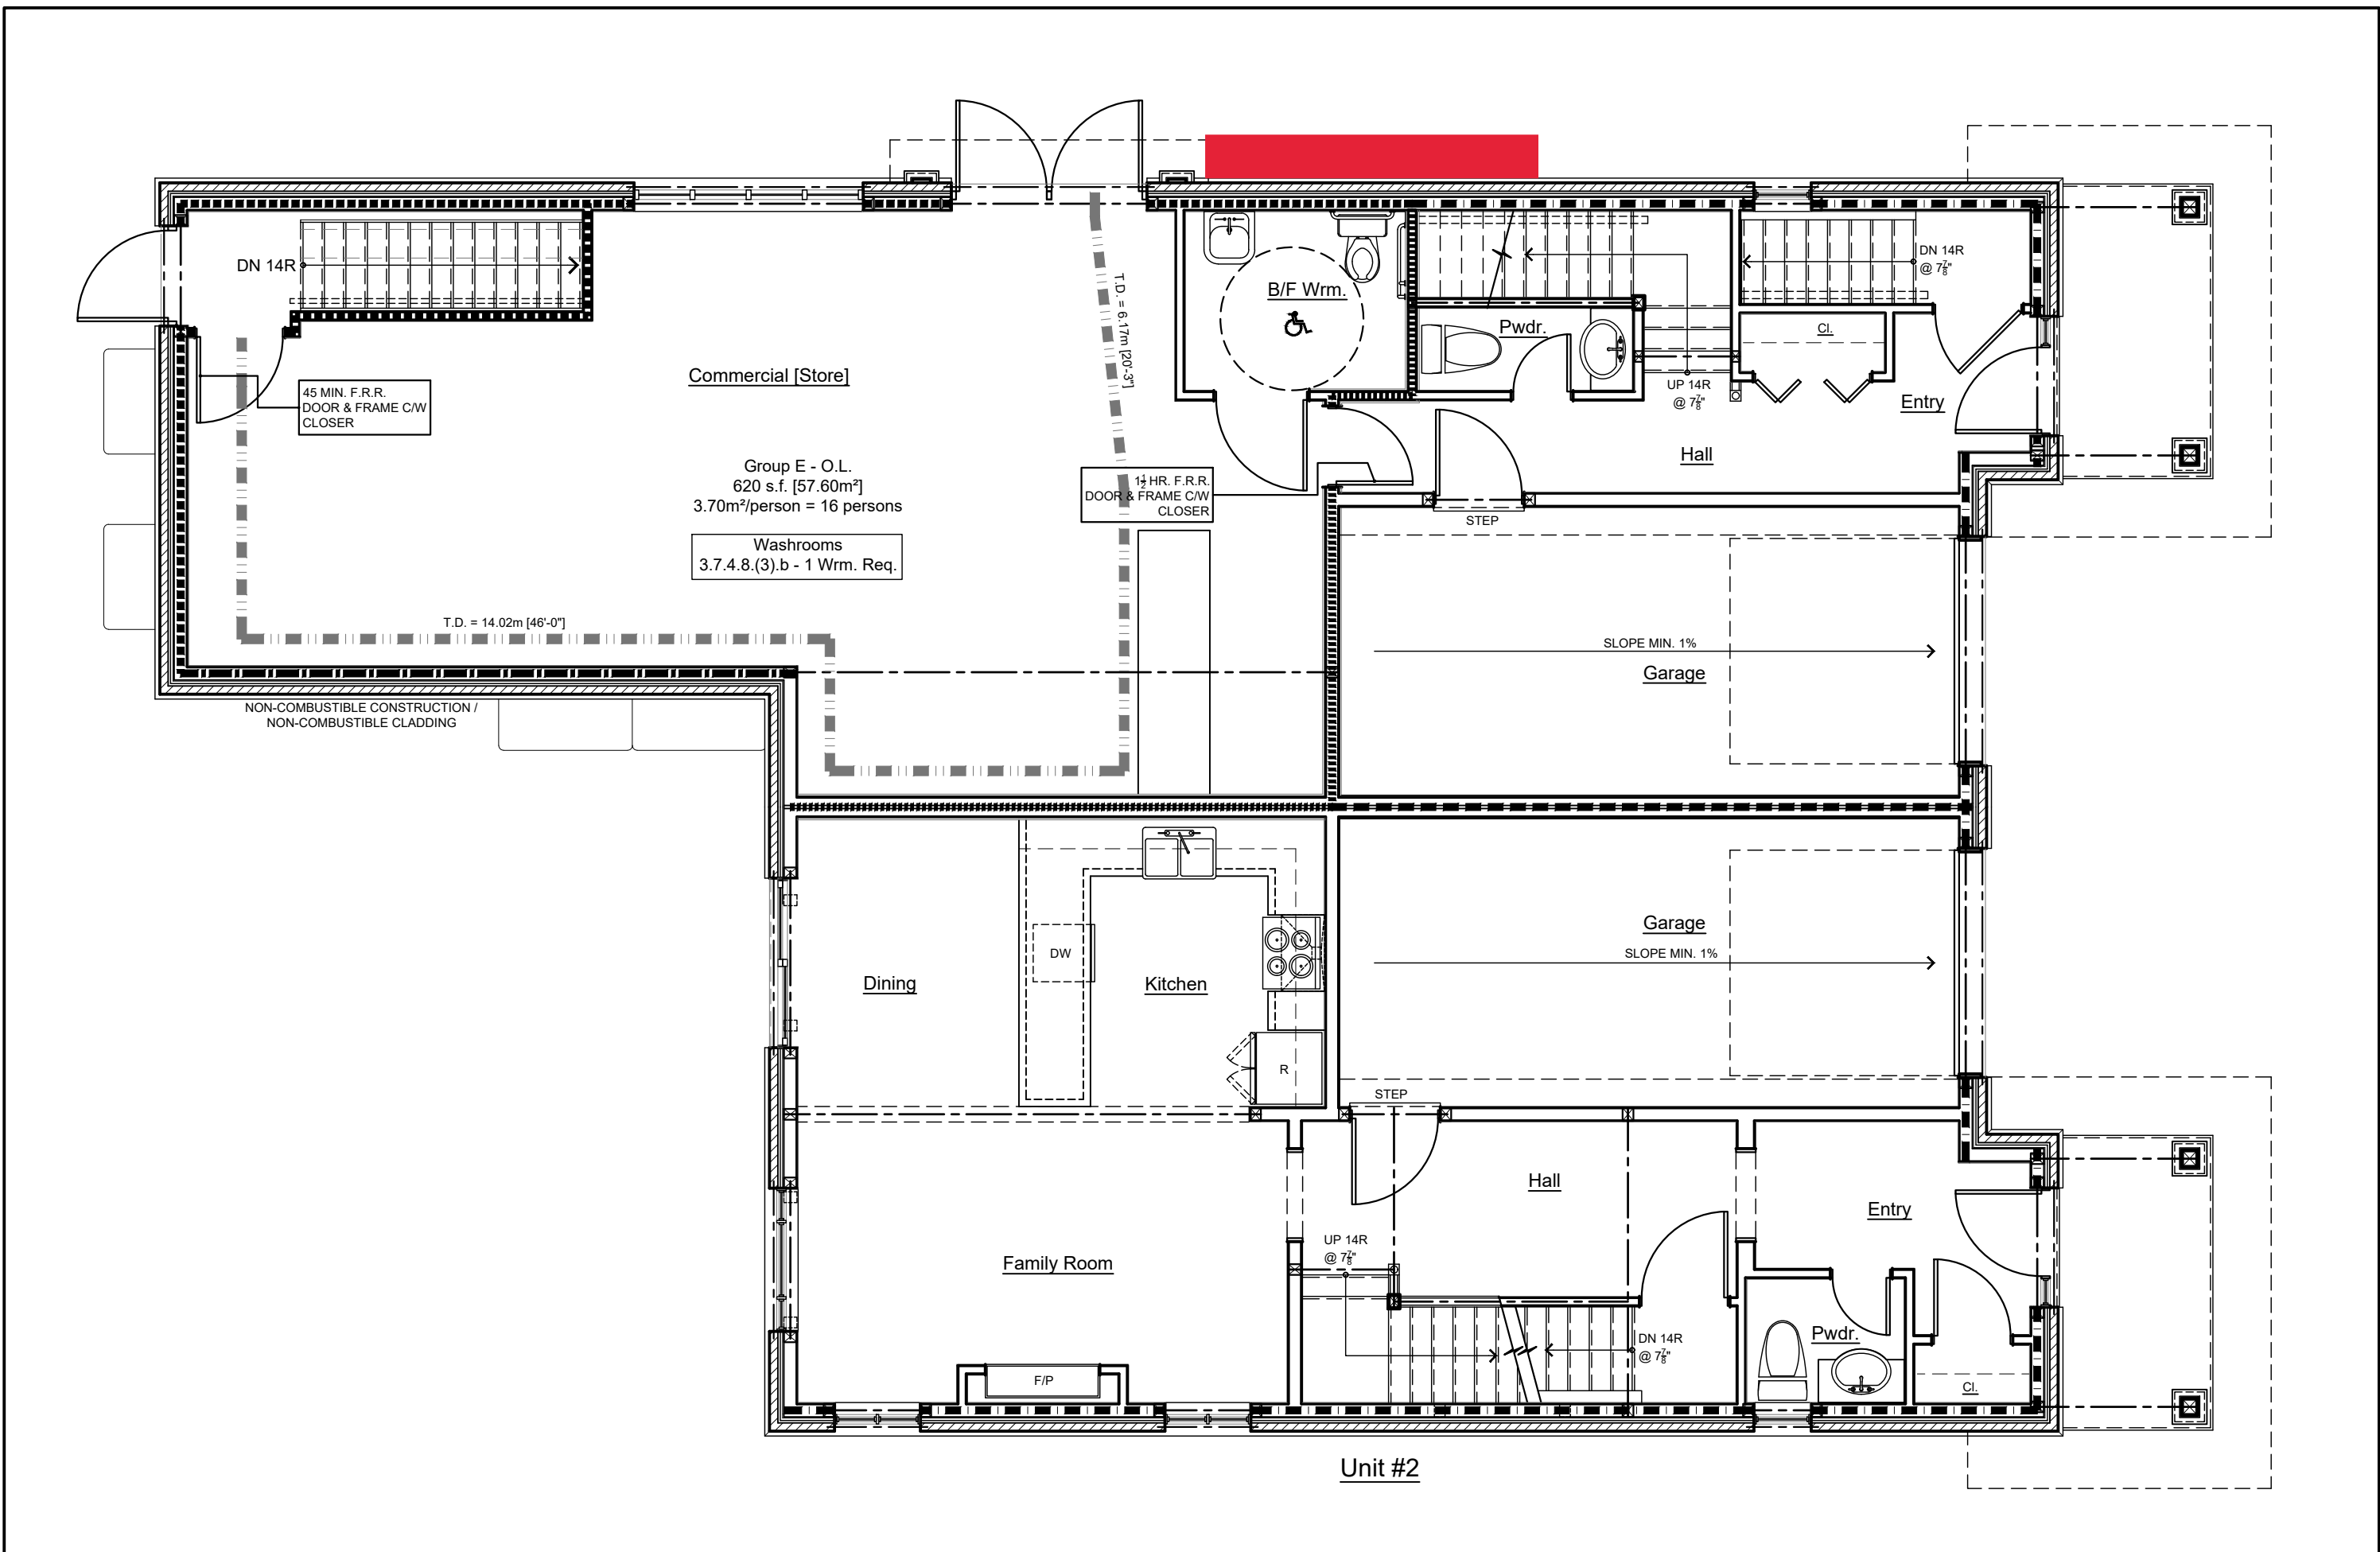 DN 14R
B/F Wrm.
T.D. = 6.17m [20'-3"]
DN 14R
@ 7⅞"
Pwdr.
Cl.
Commercial [Store]
45 MIN. F.R.R.
DOOR & FRAME C/W
CLOSER
UP 14R
@ 7⅞"
Entry
Hall
Group E - O.L.
620 s.f. [57.60m²]
3.70m²/person = 16 persons
1½ HR. F.R.R.
DOOR & FRAME C/W
CLOSER
STEP
Washrooms
3.7.4.8.(3).b - 1 Wrm. Req.
T.D. = 14.02m [46'-0"]
SLOPE MIN. 1%
Garage
NON-COMBUSTIBLE CONSTRUCTION /
NON-COMBUSTIBLE CLADDING
Garage
SLOPE MIN. 1%
DW
Dining
Kitchen
R
STEP
Hall
Entry
UP 14R
@ 7⅞"
Family Room
Pwdr.
DN 14R
@ 7⅞"
F/P
Cl.
Unit #2